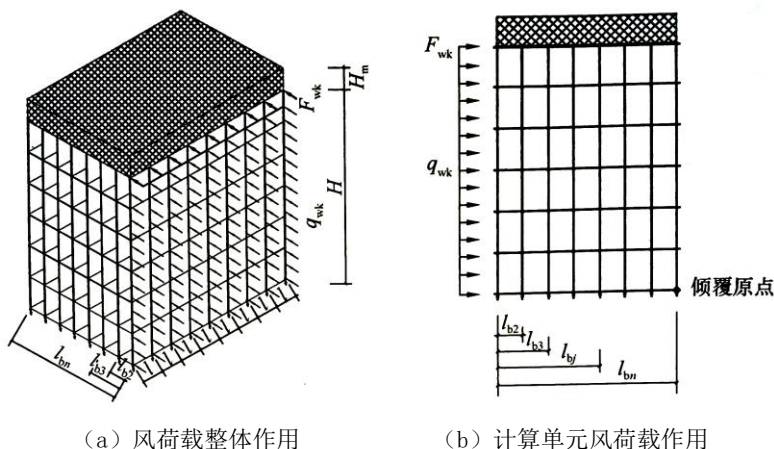 H_m
F_wk
H
q_wk
l_bn
l_b3
l_b2
F_wk
q_wk
倾覆原点
l_b2
l_b3
l_bj
l_bn
（a）风荷载整体作用
（b）计算单元风荷载作用